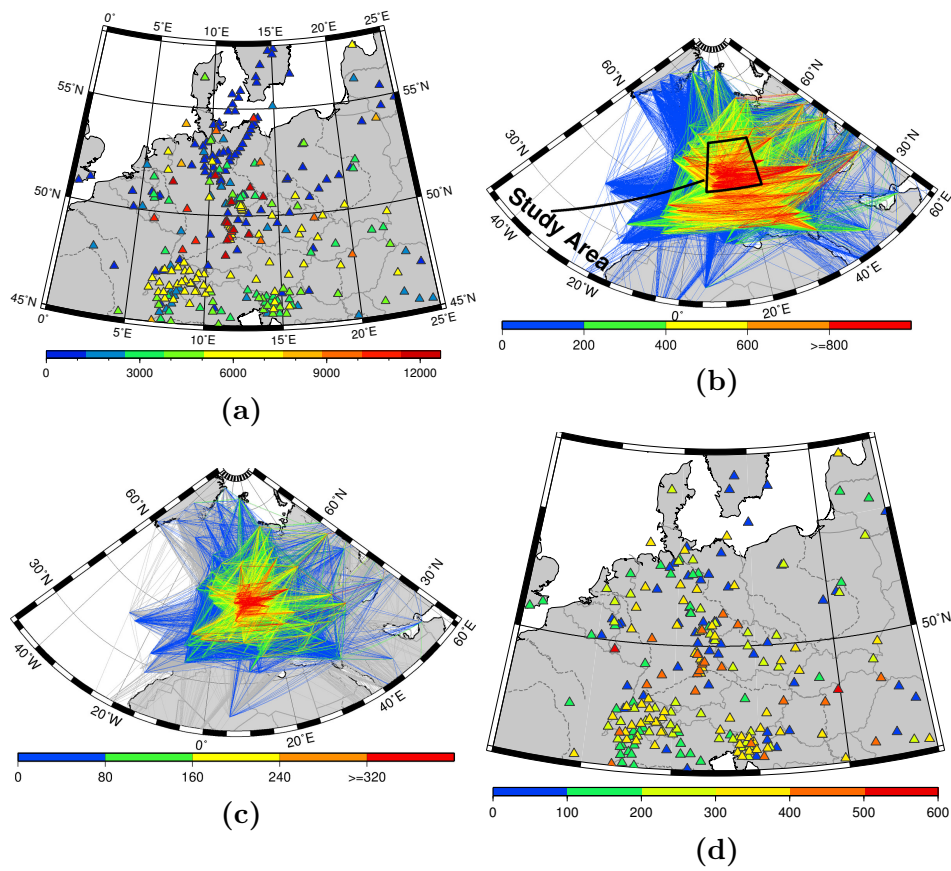 0˚ 5˚E 10˚E 15˚E 20˚E 25˚E
55˚N 55˚N
50˚N 50˚N
45˚N 45˚N
0˚ 5˚E 10˚E 15˚E 20˚E 25˚E
0 3000 6000 9000 12000
(a)
60˚N 60˚N
30˚N 30˚N
Study Area
40˚W 20˚W 0˚ 20˚E 40˚E 60˚E
0 200 400 600 >=800
(b)
60˚N 60˚N
30˚N 30˚N
40˚W 20˚W 0˚ 20˚E 40˚E 60˚E
0 80 160 240 >=320
(c)
50˚N
0 100 200 300 400 500 600
(d)